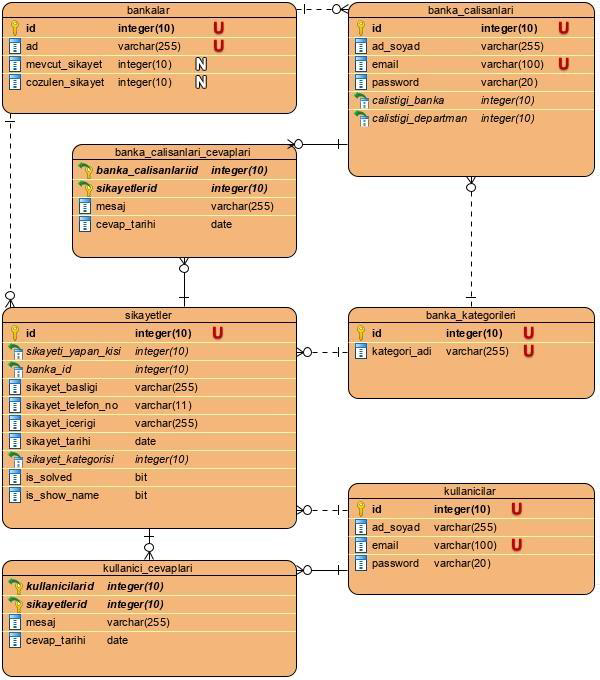 bankalar
id integer(10) U
ad varchar(255) U
mevcut_sikayet integer(10) N
cozulen_sikayet integer(10) N
banka_calisanlari
id integer(10) U
ad_soyad varchar(255)
email varchar(100) U
password varchar(20)
calistigi_banka integer(10)
calistigi_departman integer(10)
banka_calisanlari_cevaplari
banka_calisanlariid integer(10)
sikayetlerid integer(10)
mesaj varchar(255)
cevap_tarihi date
sikayetler
id integer(10) U
sikayeti_yapan_kisi integer(10)
banka_id integer(10)
sikayet_basligi varchar(255)
sikayet_telefon_no varchar(11)
sikayet_icerigi varchar(255)
sikayet_tarihi date
sikayet_kategorisi integer(10)
is_solved bit
is_show_name bit
banka_kategorileri
id integer(10) U
kategori_adi varchar(255) U
kullanicilar
id integer(10) U
ad_soyad varchar(255)
email varchar(100) U
password varchar(20)
kullanici_cevaplari
kullanicilarid integer(10)
sikayetlerid integer(10)
mesaj varchar(255)
cevap_tarihi date